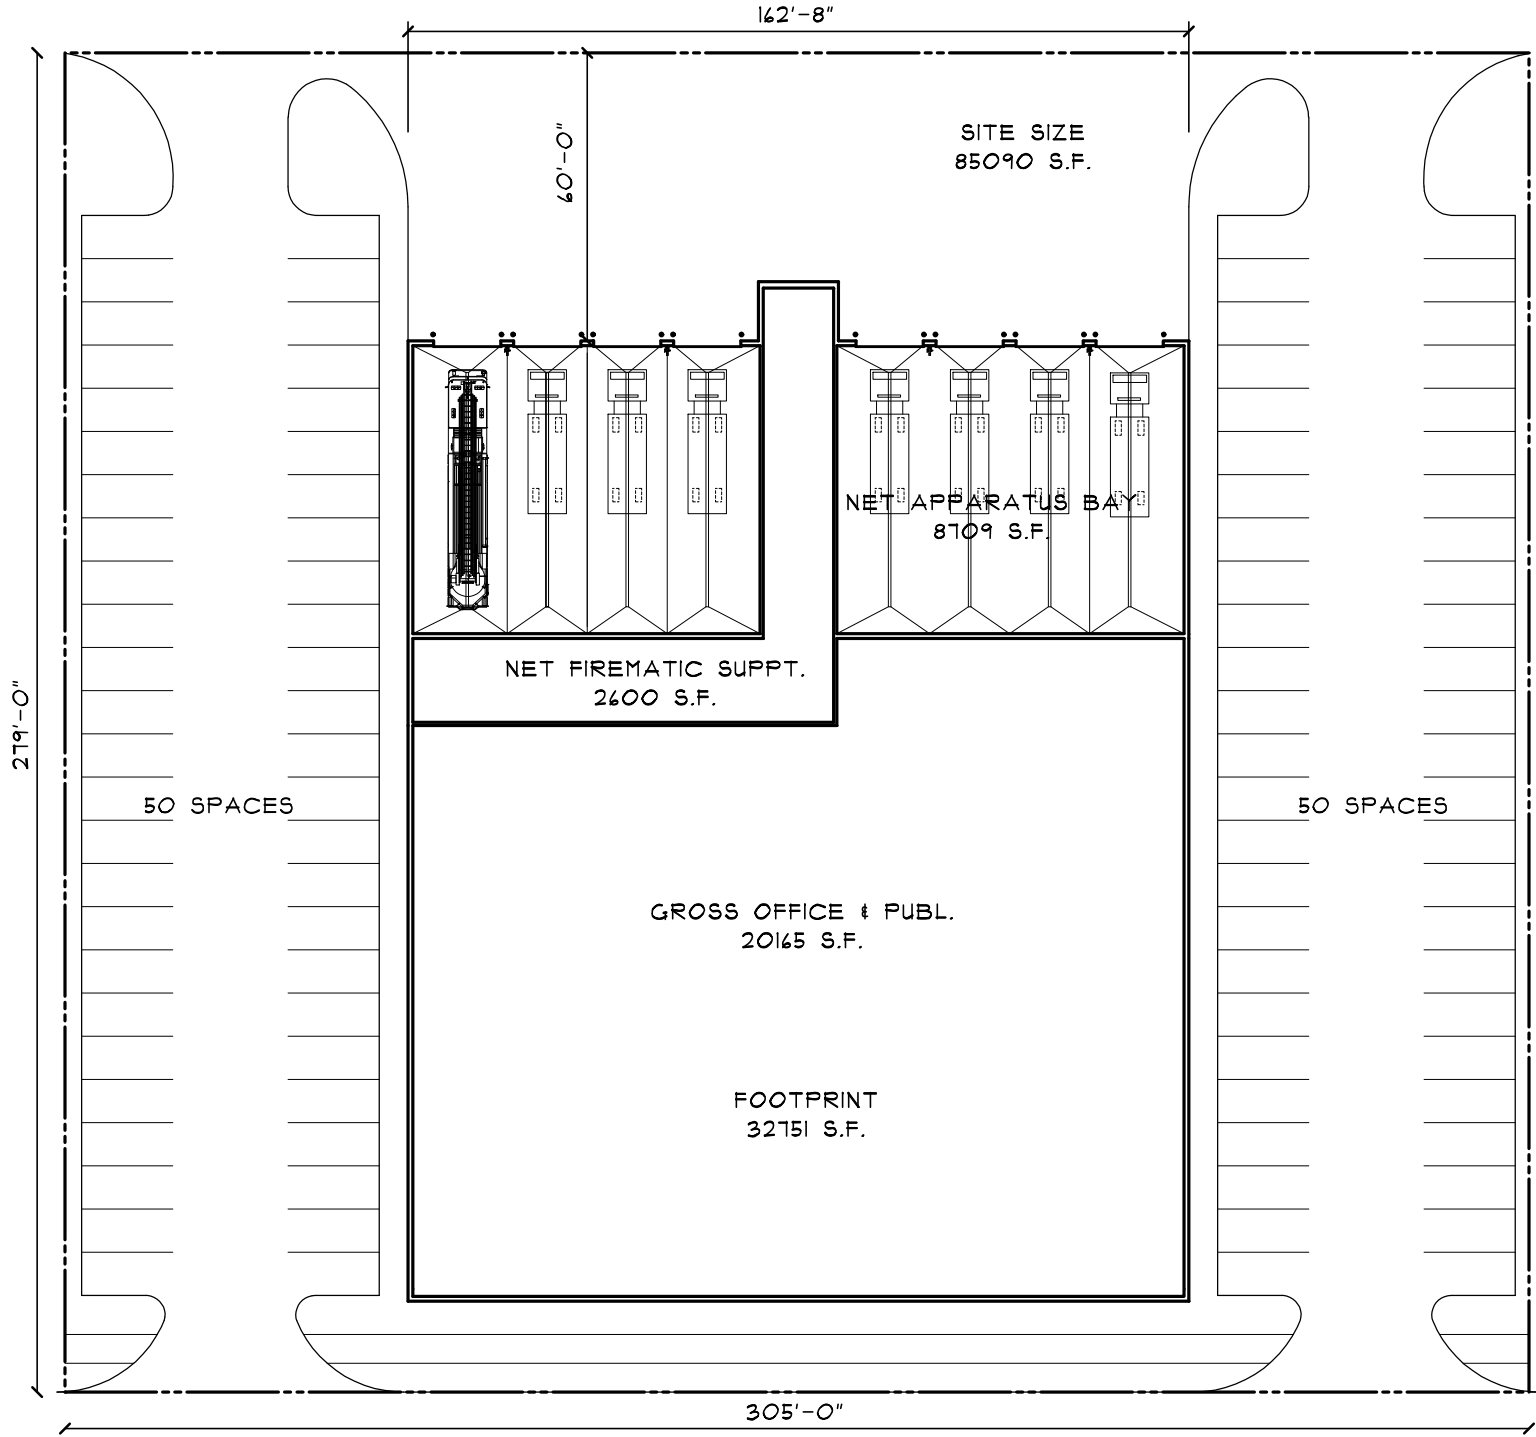 162'-8"
60'-0"
SITE SIZE
85090 S.F.
NET APPARATUS BAY
8709 S.F.
NET FIREMATIC SUPPT.
2600 S.F.
279'-0"
50 SPACES
50 SPACES
GROSS OFFICE & PUBL.
20165 S.F.
FOOTPRINT
32751 S.F.
305'-0"